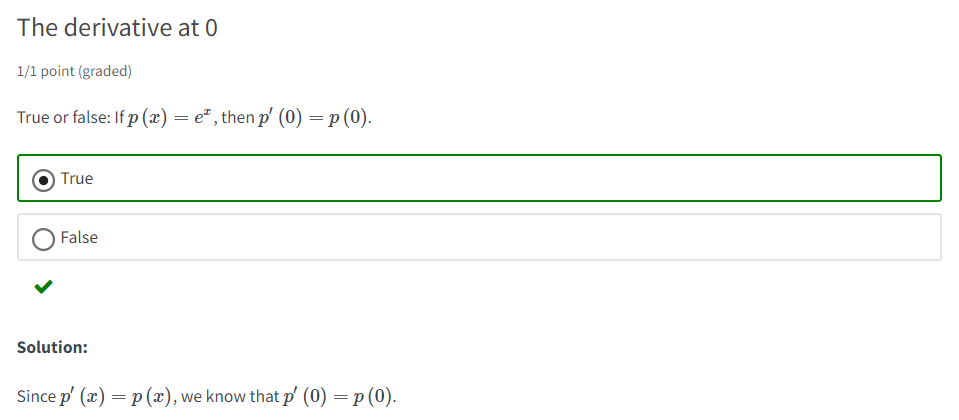 The derivative at 0
1/1 point (graded)
True or false: If p (x) = eˣ, then p′ (0) = p (0).
True
False
Solution:
Since p′ (x) = p (x), we know that p′ (0) = p (0).